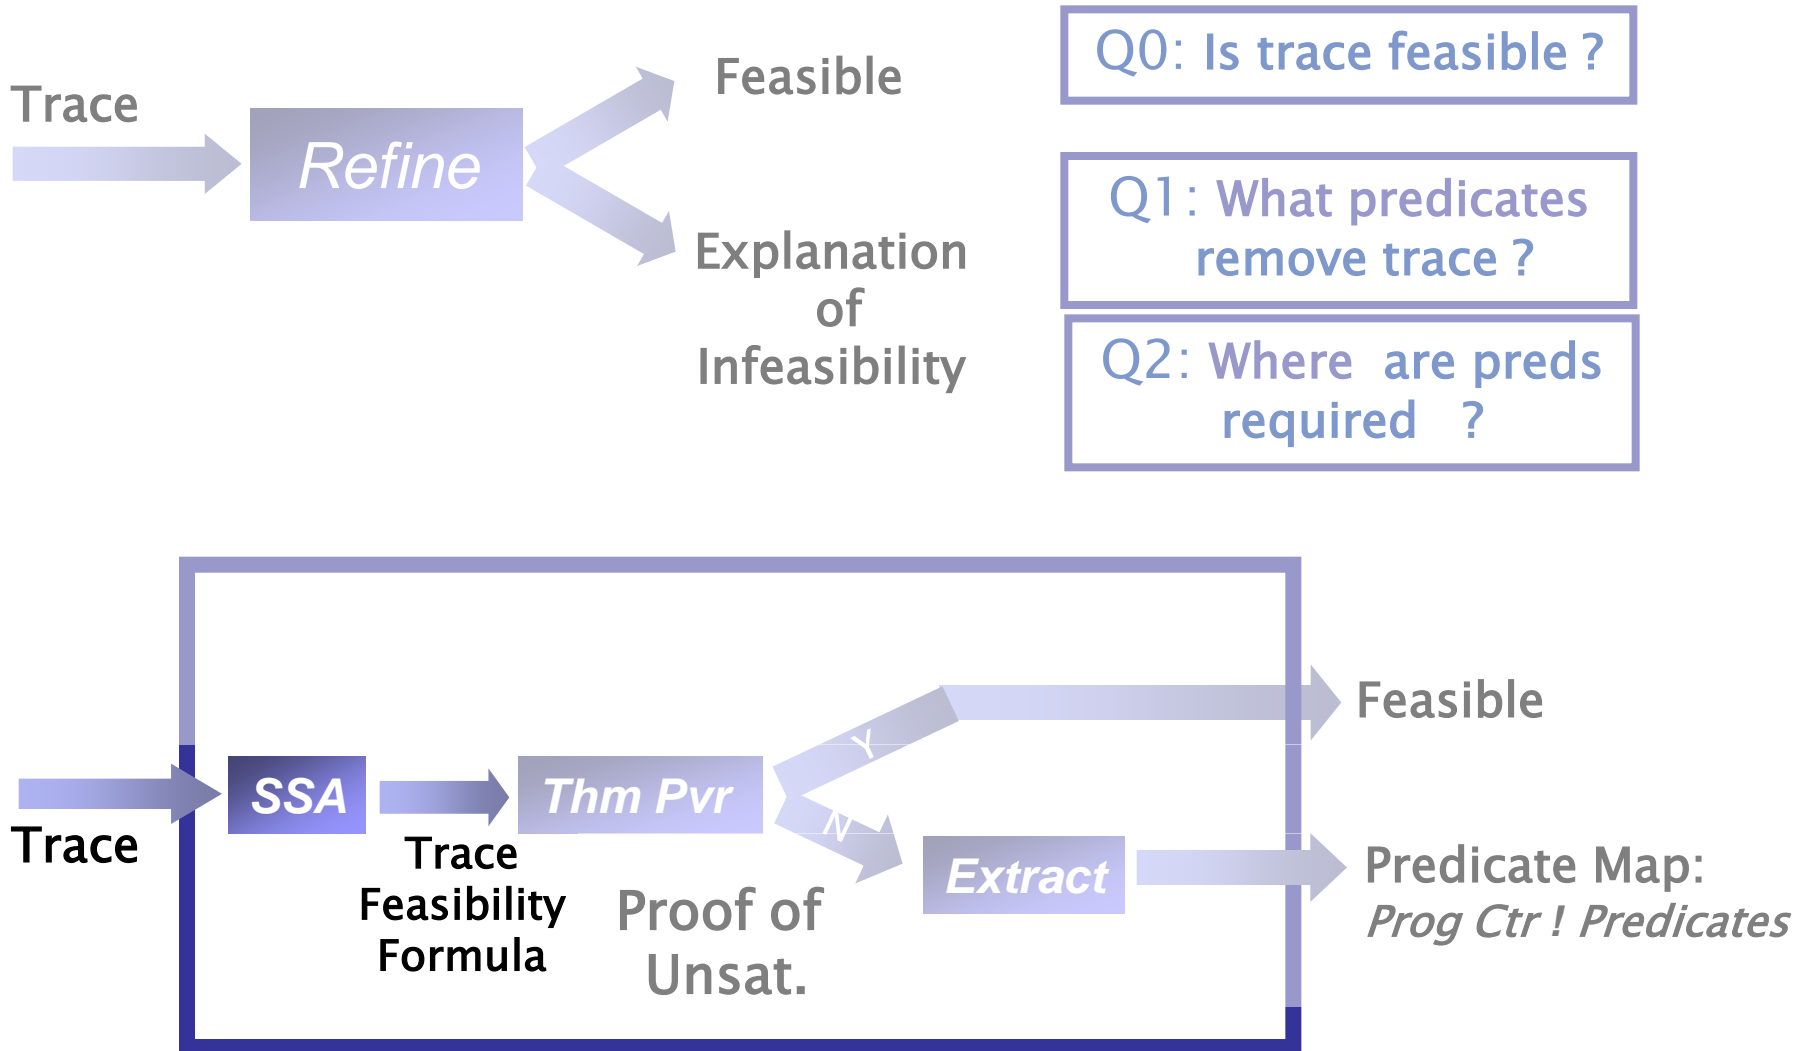 Trace
Refine
Feasible
Explanation
of
Infeasibility
Q0: Is trace feasible ?
Q1: What predicates
remove trace ?
Q2: Where are preds
required ?
Trace
SSA
Trace
Feasibility
Formula
Thm Pvr
Y
N
Proof of
Unsat.
Extract
Feasible
Predicate Map:
Prog Ctr ! Predicates